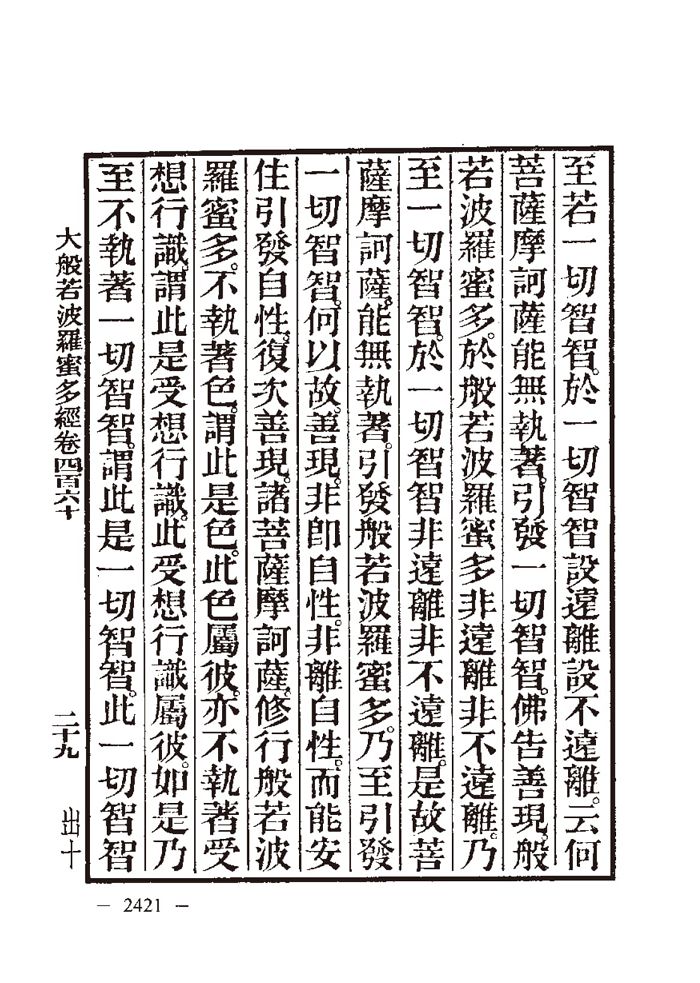 至若一切智智。於一切智智設遠離設不遠離。云何
菩薩摩訶薩能無執著。引發一切智智。佛告善現。般
若波羅蜜多。於般若波羅蜜多非遠離非不遠離。乃
至一切智智。於一切智智非遠離非不遠離。是故菩
薩摩訶薩。能無執著。引發般若波羅蜜多。乃至引發
一切智智。何以故。善現。非即自性。非離自性。而能安
住引發自性。復次善現。諸菩薩摩訶薩。修行般若波
羅蜜多。不執著色。謂此是色。此色屬彼。亦不執著受
想行識。謂此是受想行識。此受想行識屬彼。如是乃
至不執著一切智智。謂此是一切智智。此一切智智
大般若波羅蜜多經卷四百六十
二十九
出十
— 2421 —